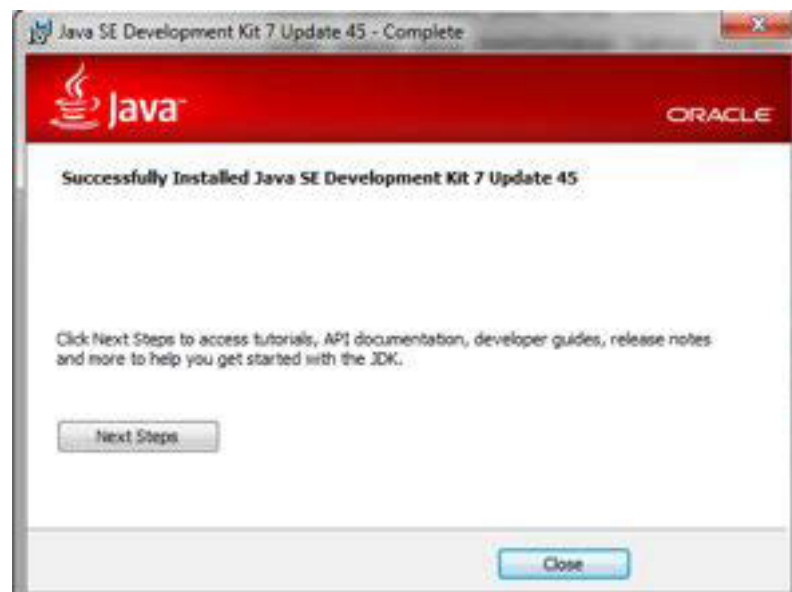 Java SE Development Kit 7 Update 45 - Complete
Java
ORACLE
Successfully Installed Java SE Development Kit 7 Update 45
Click Next Steps to access tutorials, API documentation, developer guides, release notes
and more to help you get started with the JDK.
Next Steps
Close